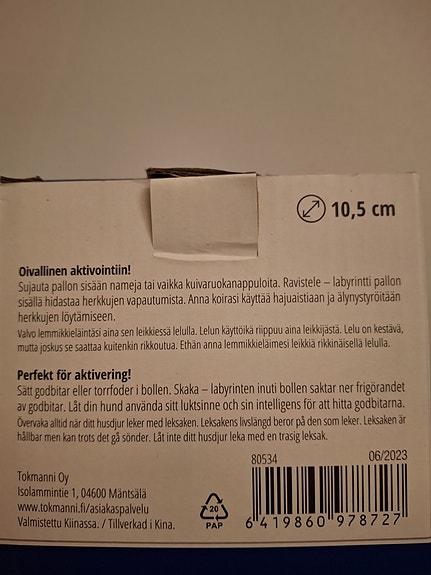 10,5 cm
Oivallinen aktivointiin!
Sujauta pallon sisään nameja tai vaikka kuivaruokanappuloita. Ravistele – labyrintti pallon
sisällä hidastaa herkkujen vapautumista. Anna koirasi käyttää hajuaistiaan ja älynystyröitään
herkkujen löytämiseen.
Valvo lemmikkieläintäsi aina sen leikkiessä lelulla. Lelun käyttöikä riippuu aina leikkijästä. Lelu on kestävä,
mutta joskus se saattaa kuitenkin rikkoutua. Ethän anna lemmikkieläimesi leikkiä rikkinäisellä lelulla.
Perfekt för aktivering!
Sätt godbitar eller torrfoder i bollen. Skaka – labyrinten inuti bollen saktar ner frigörandet
av godbitar. Låt din hund använda sitt luktsinne och sin intelligens för att hitta godbitarna.
Övervaka alltid när ditt husdjur leker med leksaken. Leksakens livslängd beror på den som leker. Leksaken är
hållbar men kan trots det gå sönder. Låt inte ditt husdjur leka med en trasig leksak.
Tokmanni Oy
Isolammintie 1, 04600 Mäntsälä
www.tokmanni.fi/asiakaspalvelu
Valmistettu Kiinassa. / Tillverkad i Kina.
20
PAP
80534 06/2023
6 419860 978727